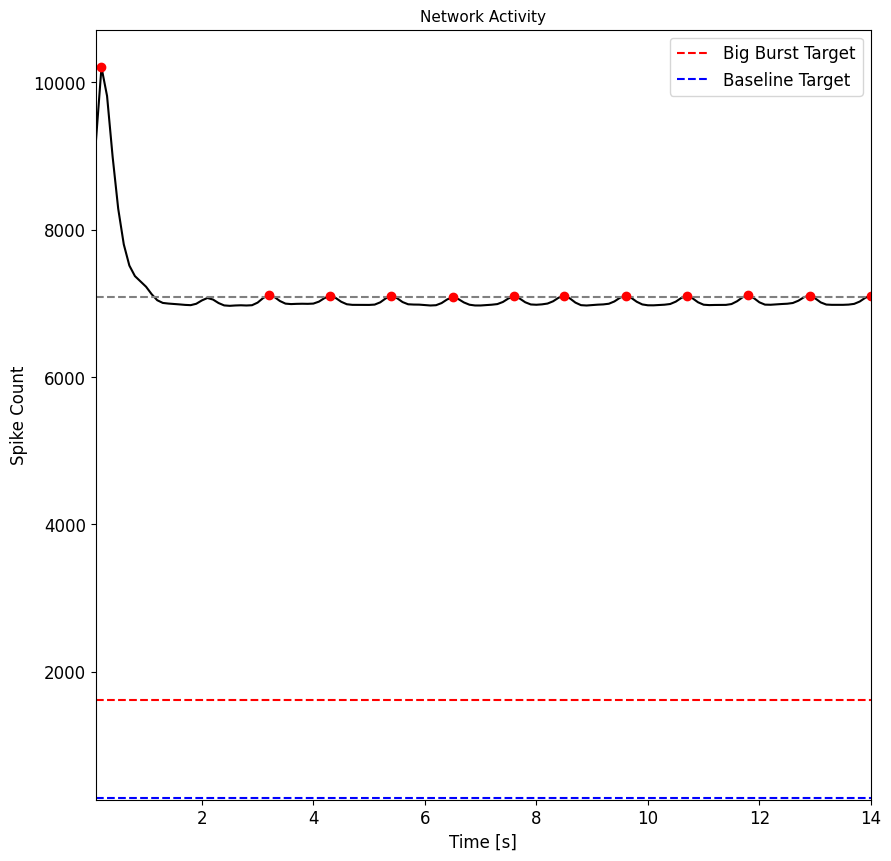 Network Activity
Big Burst Target
Baseline Target
10000
8000
6000
4000
2000
Spike Count
2 4 6 8 10 12 14
Time [s]